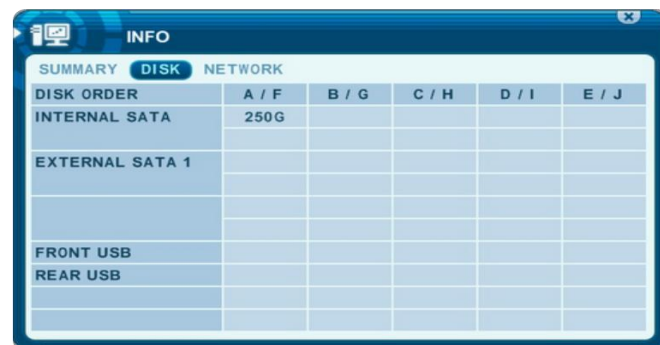 INFO
SUMMARY DISK NETWORK
DISK ORDER A / F B / G C / H D / I E / J
INTERNAL SATA 250G
EXTERNAL SATA 1
FRONT USB
REAR USB